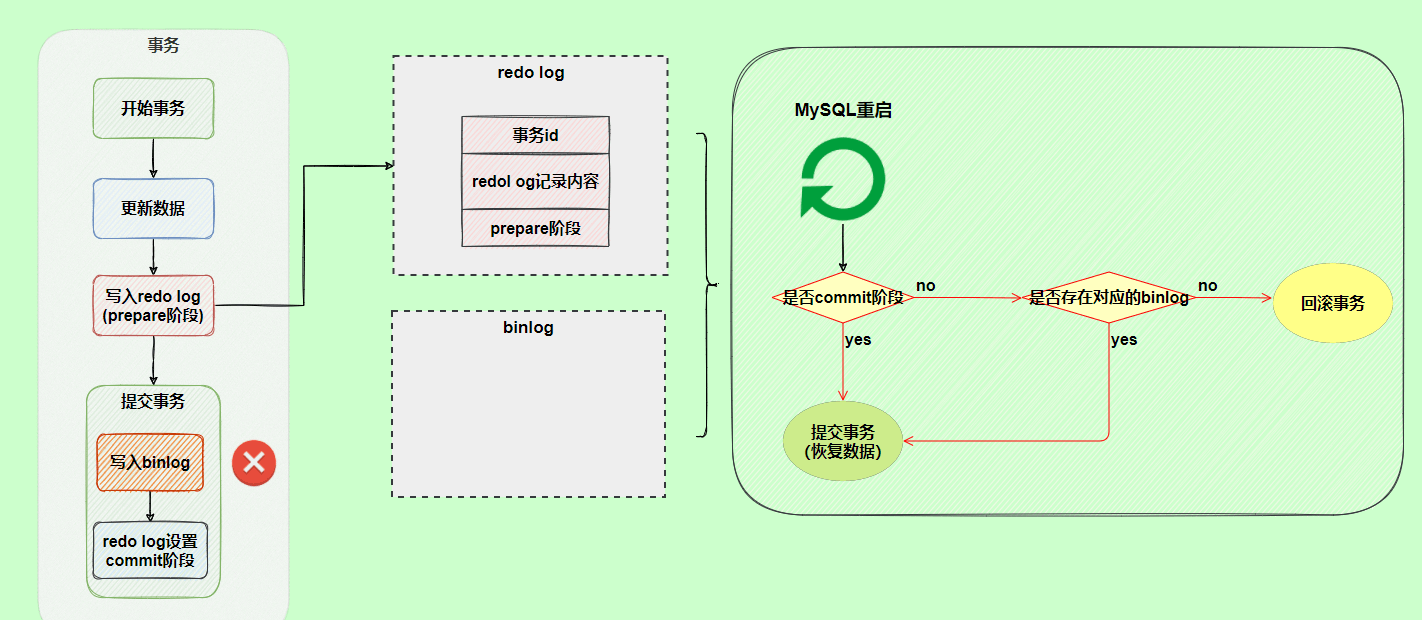 事务
开始事务
更新数据
写入redo log
(prepare阶段)
提交事务
写入binlog
redo log设置
commit阶段
redo log
事务id
redol og记录内容
prepare阶段
binlog
MySQL重启
是否commit阶段
no
是否存在对应的binlog
no
回滚事务
yes
yes
提交事务
（恢复数据）